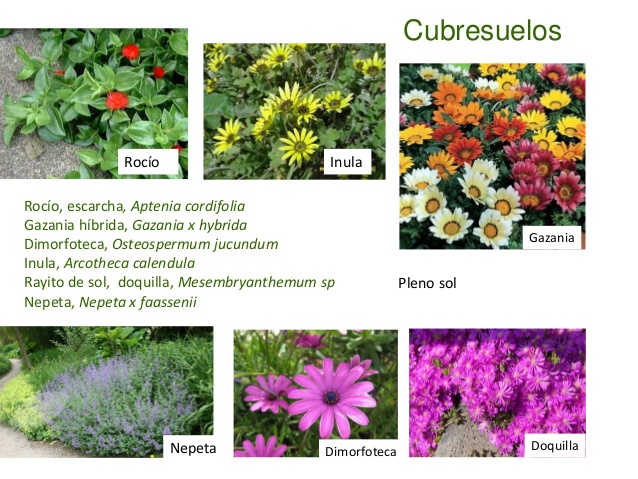 Cubresuelos
Rocío
Inula
Gazania
Rocío, escarcha, Aptenia cordifolia
Gazania híbrida, Gazania x hybrida
Dimorfoteca, Osteospermum jucundum
Inula, Arcotheca calendula
Rayito de sol, doquilla, Mesembryanthemum sp
Nepeta, Nepeta x faassenii
Pleno sol
Nepeta
Dimorfoteca
Doquilla